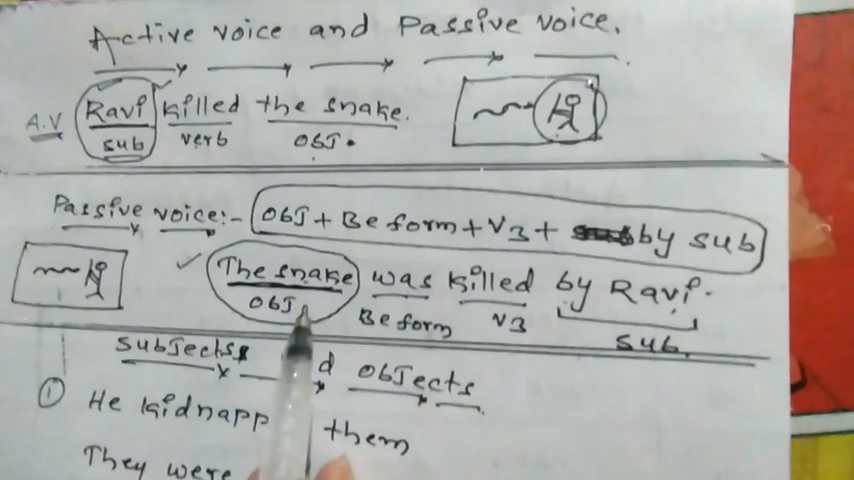 Active voice and Passive voice.
A.V Ravi killed the snake.
sub verb obj.
Passive voice:- obj + Be form + V3 + by sub
The snake was killed by Ravi.
obj Be form V3 sub.
subjects d objects
① He kidnapp them
They were